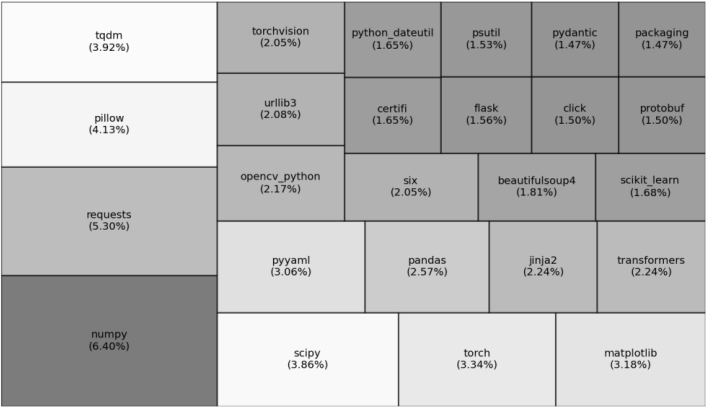 tqdm
(3.92%)
pillow
(4.13%)
requests
(5.30%)
numpy
(6.40%)
torchvision
(2.05%)
urllib3
(2.08%)
opencv_python
(2.17%)
python_dateutil
(1.65%)
psutil
(1.53%)
pydantic
(1.47%)
packaging
(1.47%)
certifi
(1.65%)
flask
(1.56%)
click
(1.50%)
protobuf
(1.50%)
six
(2.05%)
beautifulsoup4
(1.81%)
scikit_learn
(1.68%)
pyyaml
(3.06%)
pandas
(2.57%)
jinja2
(2.24%)
transformers
(2.24%)
scipy
(3.86%)
torch
(3.34%)
matplotlib
(3.18%)